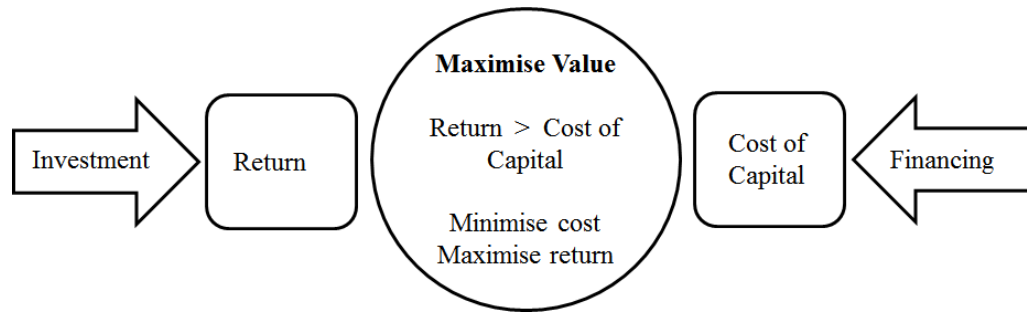 Investment
Return
Maximise Value
Return > Cost of
Capital
Minimise cost
Maximise return
Cost of
Capital
Financing